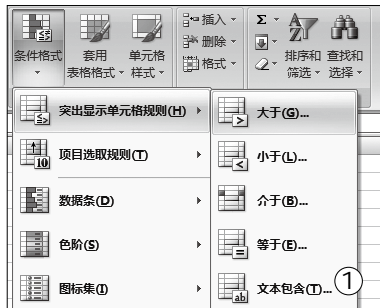 条件格式
套用
表格格式
单元格
样式
插入
删除
格式
Σ
排序和
筛选
查找和
选择
突出显示单元格规则(H)
项目选取规则(T)
数据条(D)
色阶(S)
图标集(I)
大于(G)...
小于(L)...
介于(B)...
等于(E)...
文本包含(T)...
①